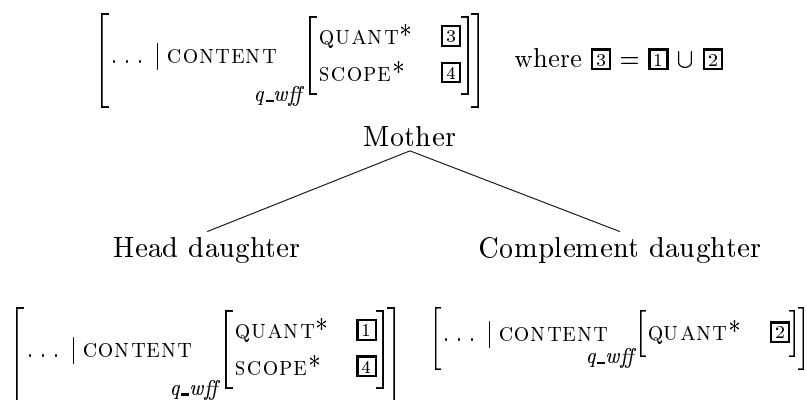 QUANT* 3
... | CONTENT where 3 = 1 ∪ 2
SCOPE* 4
q_wff
Mother
Head daughter Complement daughter
QUANT* 1
... | CONTENT ... | CONTENT QUANT* 2
SCOPE* 4
q_wff q_wff